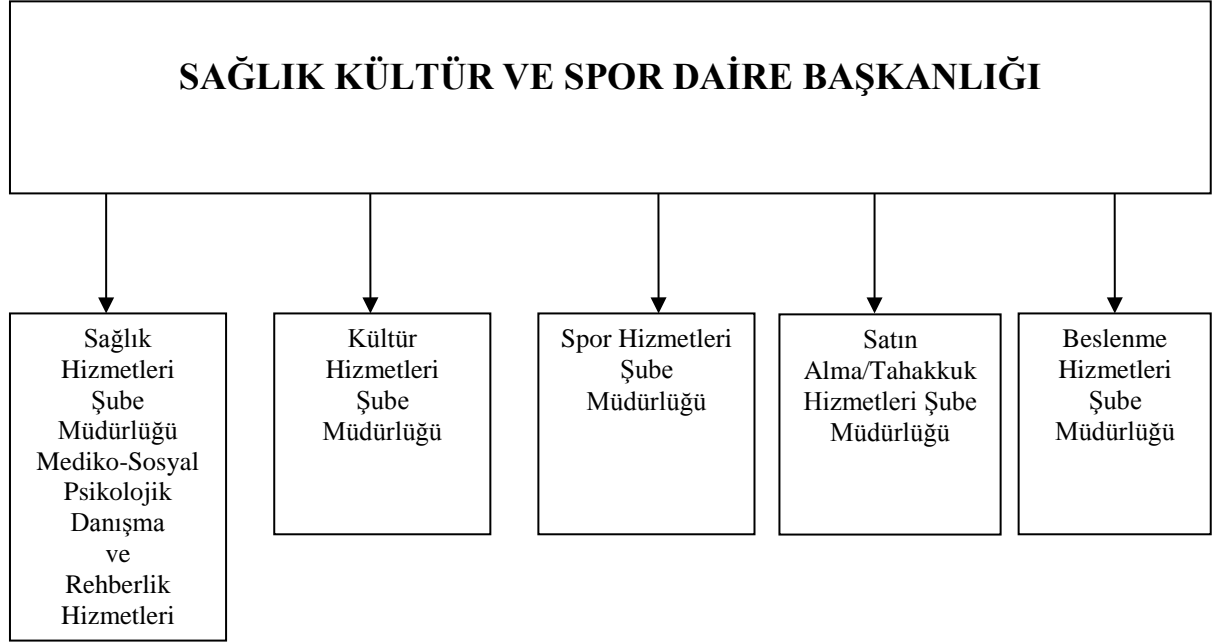 SAĞLIK KÜLTÜR VE SPOR DAİRE BAŞKANLIĞI
Sağlık
Hizmetleri
Şube
Müdürlüğü
Mediko-Sosyal
Psikolojik
Danışma
ve
Rehberlik
Hizmetleri
Kültür
Hizmetleri
Şube
Müdürlüğü
Spor Hizmetleri
Şube
Müdürlüğü
Satın
Alma/Tahakkuk
Hizmetleri Şube
Müdürlüğü
Beslenme
Hizmetleri
Şube
Müdürlüğü